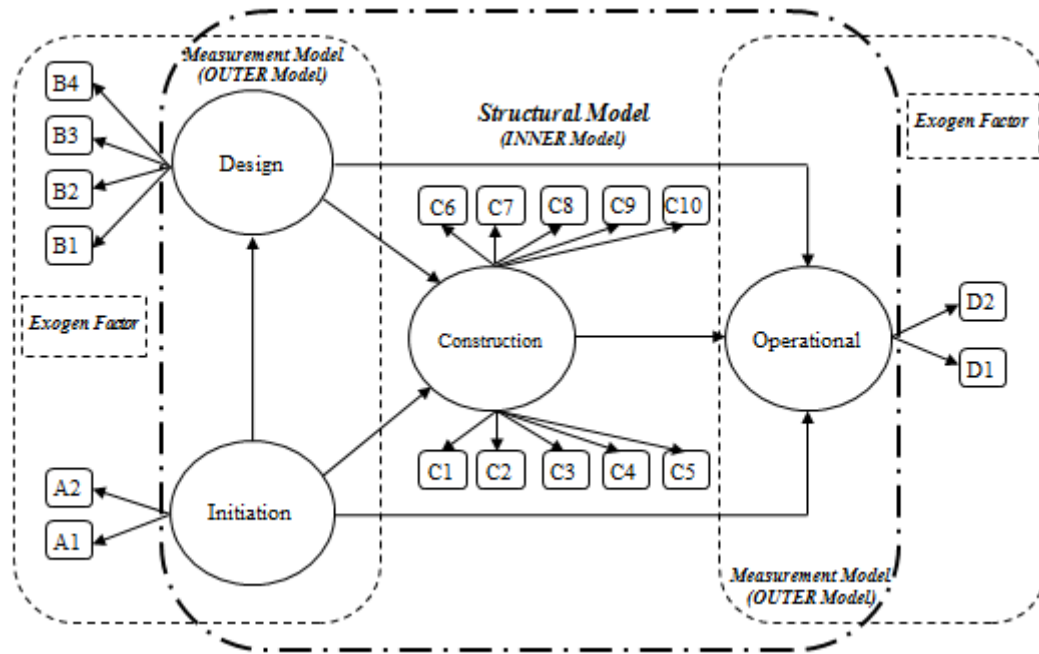 Measurement Model
(OUTER Model)
B4
B3
B2
B1
Design
Structural Model
(INNER Model)
Exogen Factor
C6
C7
C8
C9
C10
Exogen Factor
Construction
Operational
D2
D1
C1
C2
C3
C4
C5
A2
A1
Initiation
Measurement Model
(OUTER Model)